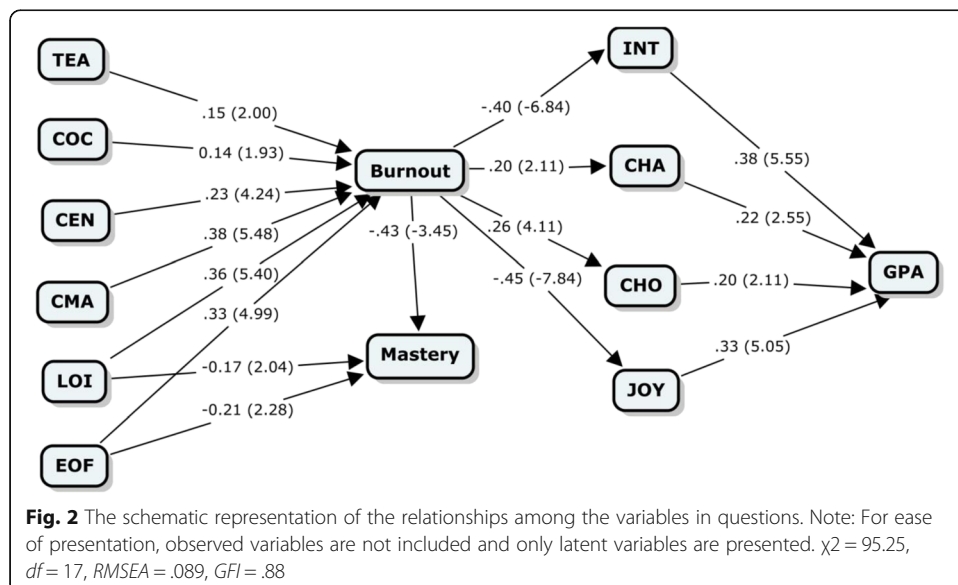 TEA
INT
.15 (2.00)
-.40 (-6.84)
COC
0.14 (1.93)
.38 (5.55)
Burnout
.20 (2.11)
CHA
CEN
.23 (4.24)
.22 (2.55)
.38 (5.48)
-.43 (-3.45)
.26 (4.11)
GPA
.36 (5.40)
-.45 (-7.84)
CHO
.20 (2.11)
CMA
.33 (4.99)
Mastery
.33 (5.05)
LOI
-0.17 (2.04)
JOY
-0.21 (2.28)
EOF
Fig. 2 The schematic representation of the relationships among the variables in questions. Note: For ease
of presentation, observed variables are not included and only latent variables are presented. χ2 = 95.25,
df = 17, RMSEA = .089, GFI = .88